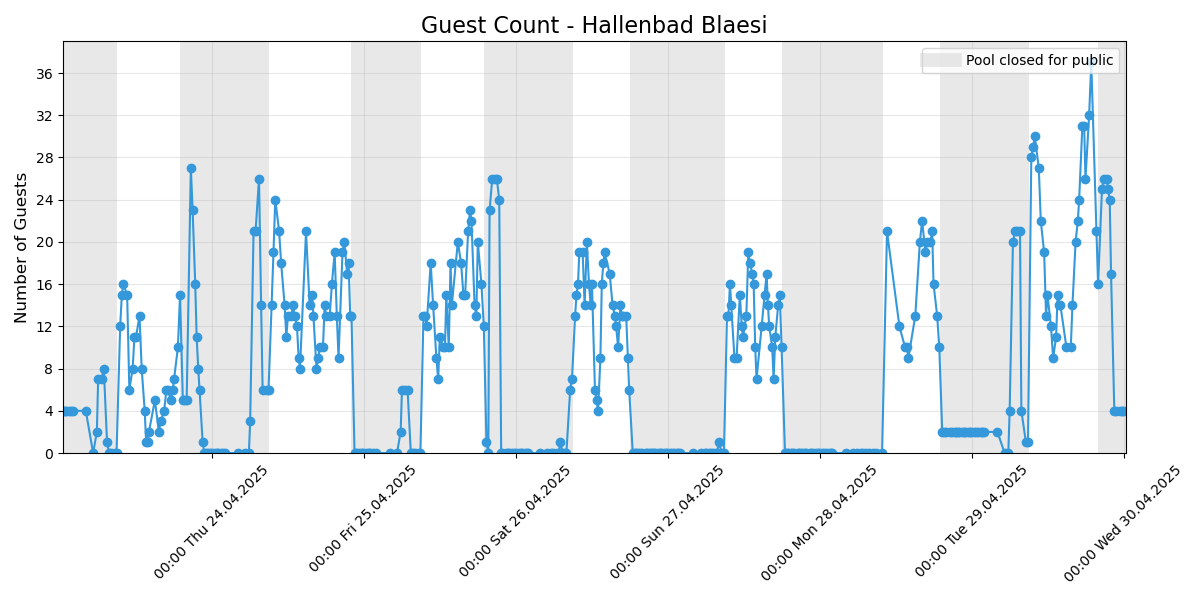 Guest Count - Hallenbad Blaesi
Pool closed for public
Number of Guests
36
32
28
24
20
16
12
8
4
0
00:00 Thu 24.04.2025
00:00 Fri 25.04.2025
00:00 Sat 26.04.2025
00:00 Sun 27.04.2025
00:00 Mon 28.04.2025
00:00 Tue 29.04.2025
00:00 Wed 30.04.2025